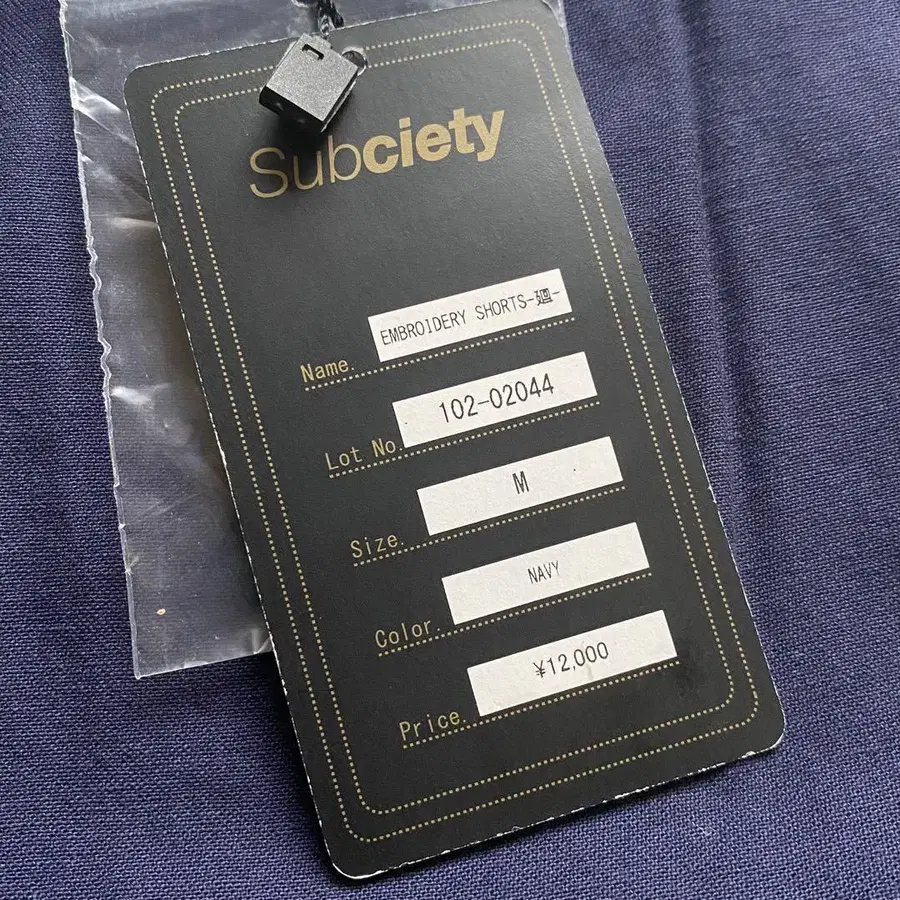 Subciety
Name. EMBROIDERY SHORTS-廻-
Lot No. 102-02044
Size. M
Color. NAVY
Price. ¥12,000